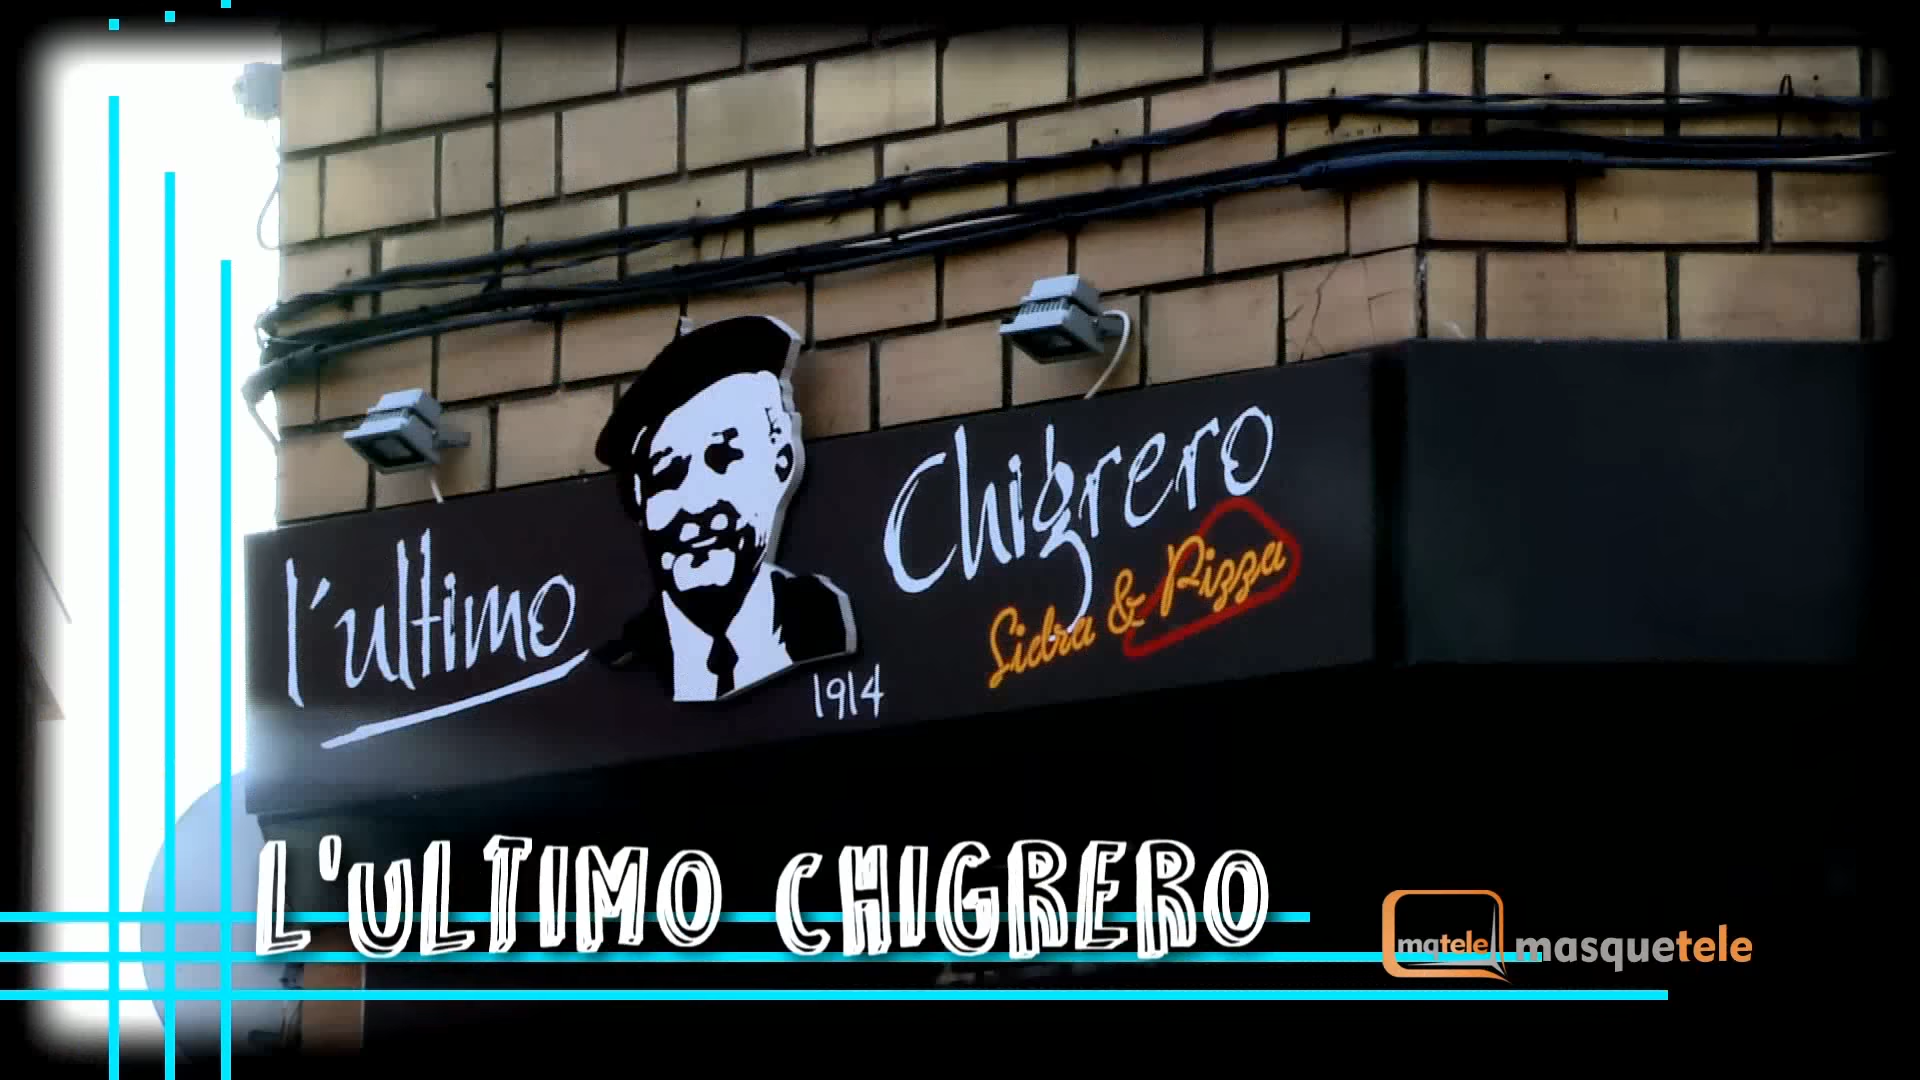 l'ultimo
Chigrero
Sidra & Pizza
1914
L'ULTIMO CHIGRERO
mqtele masquetele